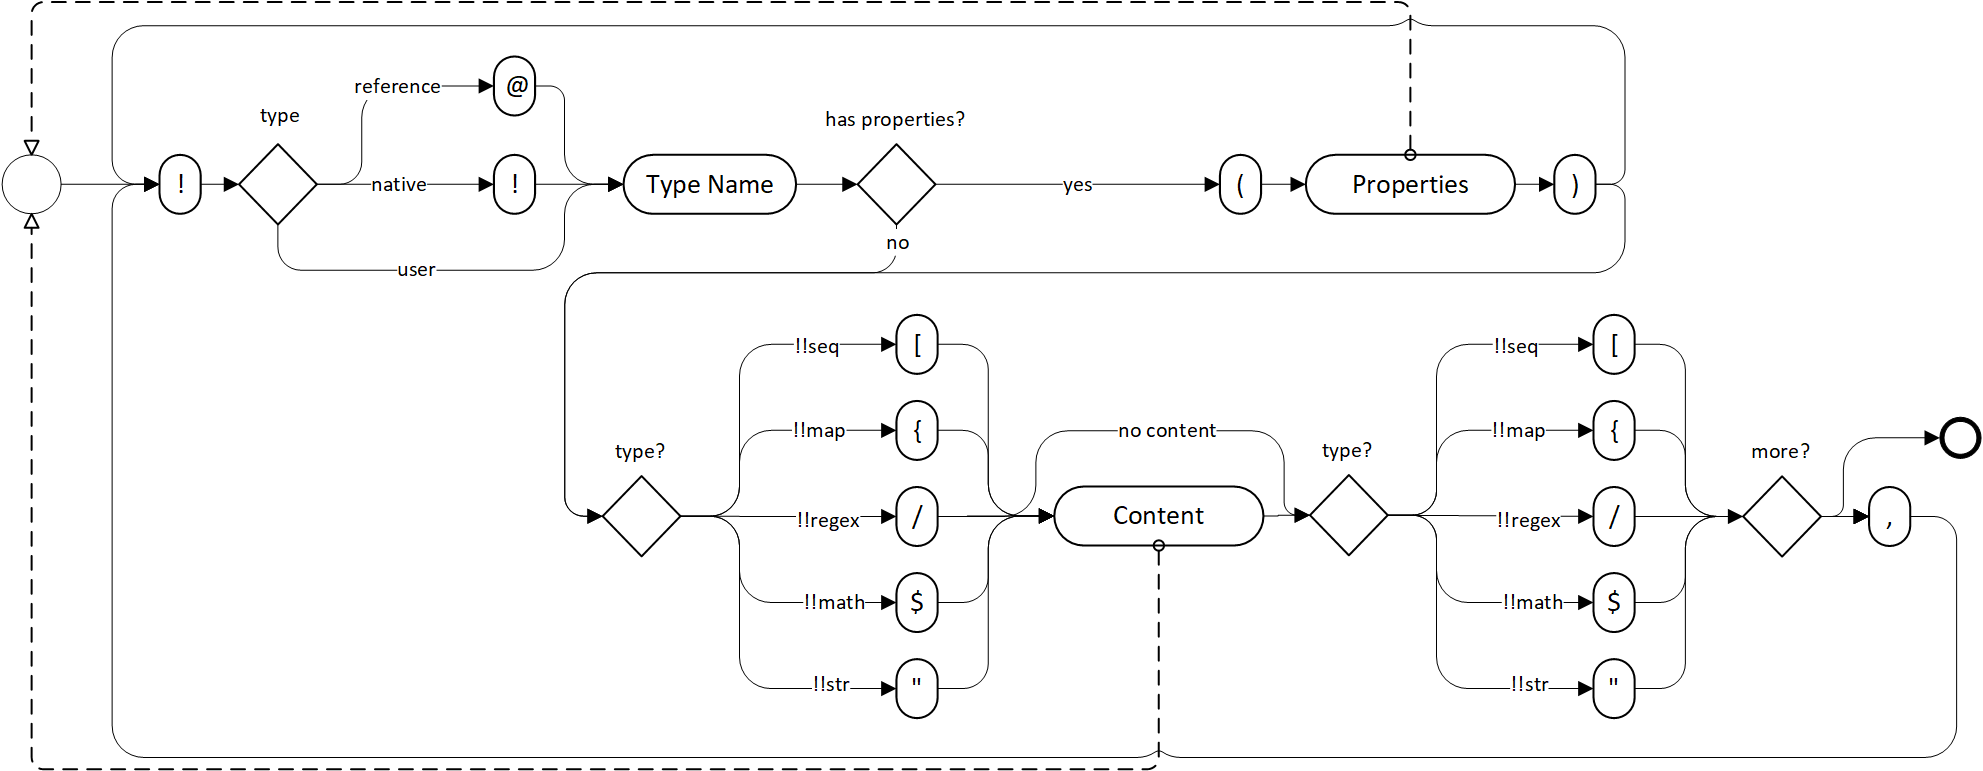 type
reference
@
!
native
!
user
Type Name
has properties?
yes
no
(
Properties
)
type?
!!seq
[
!!map
{
!!regex
/
!!math
$
!!str
"
no content
Content
type?
!!seq
[
!!map
{
!!regex
/
!!math
$
!!str
"
more?
,